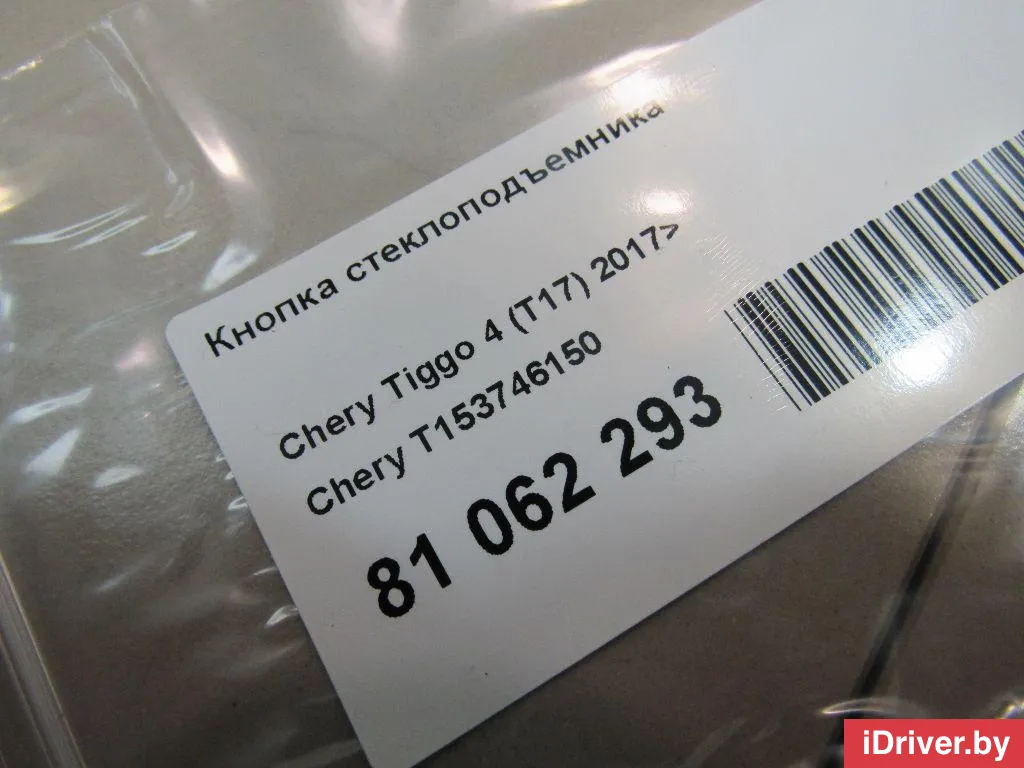 Кнопка стеклоподъемника
Chery Tiggo 4 (T17) 2017>
Chery T153746150
81 062 293
iDriver.by